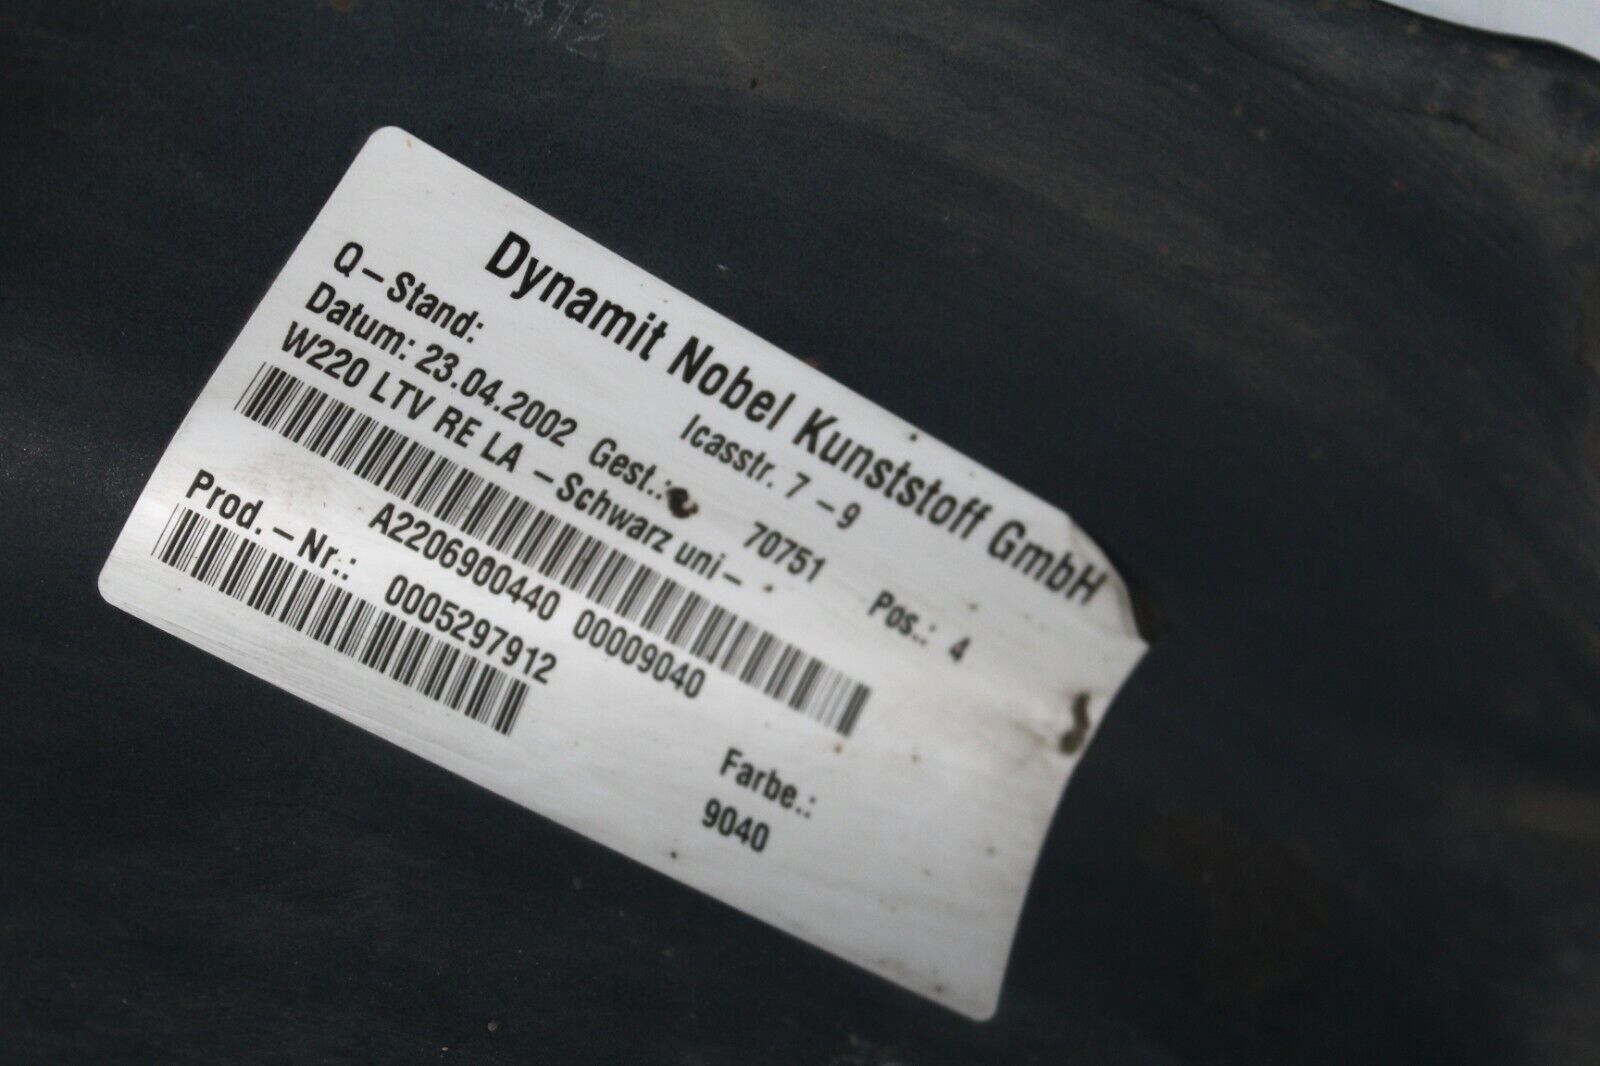 Dynamit Nobel Kunststoff GmbH
Icasstr. 7 - 9
Q - Stand:
Datum: 23.04.2002 Gest.: 70751 Pos.: 4
W220 LTV RE LA - Schwarz uni -
A2206900440 00009040
Prod. - Nr.: 0005297912
Farbe.:
9040